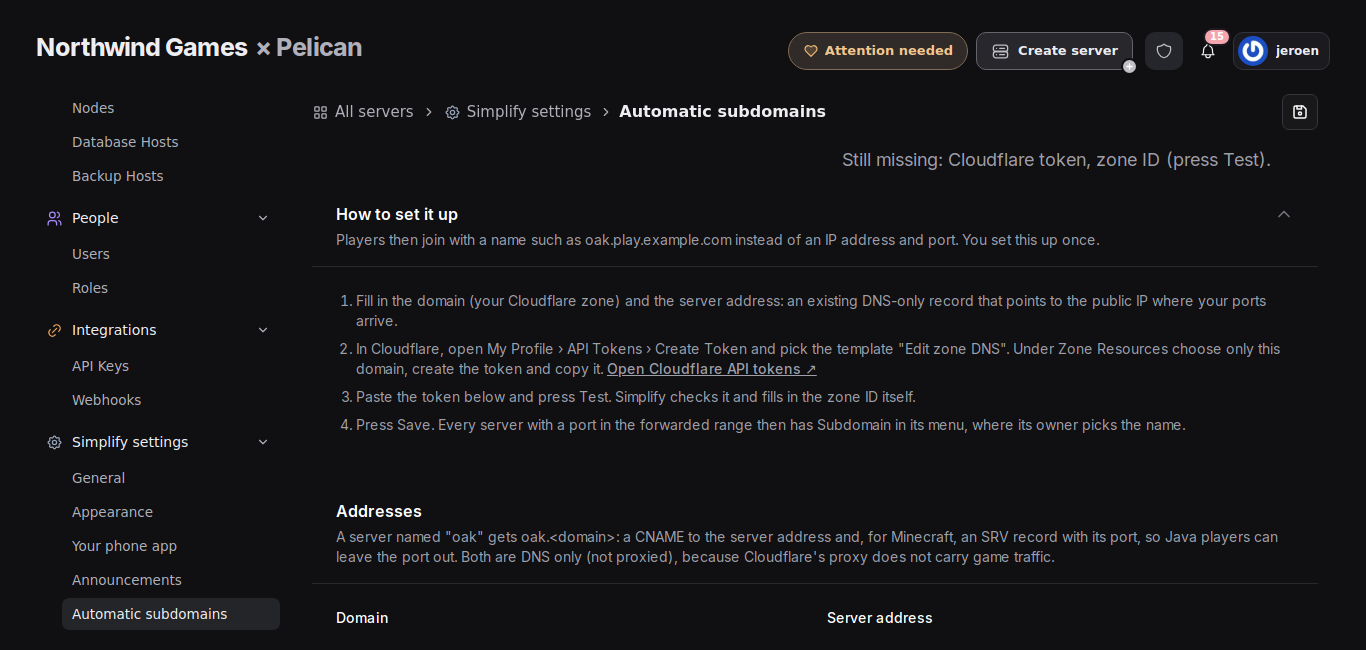 Northwind Games × Pelican
Attention needed
Create server
15
jeroen
Nodes
Database Hosts
Backup Hosts
People
Users
Roles
Integrations
API Keys
Webhooks
Simplify settings
General
Appearance
Your phone app
Announcements
Automatic subdomains
All servers › Simplify settings › Automatic subdomains
Still missing: Cloudflare token, zone ID (press Test).
How to set it up
Players then join with a name such as oak.play.example.com instead of an IP address and port. You set this up once.
1. Fill in the domain (your Cloudflare zone) and the server address: an existing DNS-only record that points to the public IP where your ports
arrive.
2. In Cloudflare, open My Profile › API Tokens › Create Token and pick the template "Edit zone DNS". Under Zone Resources choose only this
domain, create the token and copy it. Open Cloudflare API tokens ↗
3. Paste the token below and press Test. Simplify checks it and fills in the zone ID itself.
4. Press Save. Every server with a port in the forwarded range then has Subdomain in its menu, where its owner picks the name.
Addresses
A server named "oak" gets oak.<domain>: a CNAME to the server address and, for Minecraft, an SRV record with its port, so Java players can
leave the port out. Both are DNS only (not proxied), because Cloudflare's proxy does not carry game traffic.
Domain
Server address